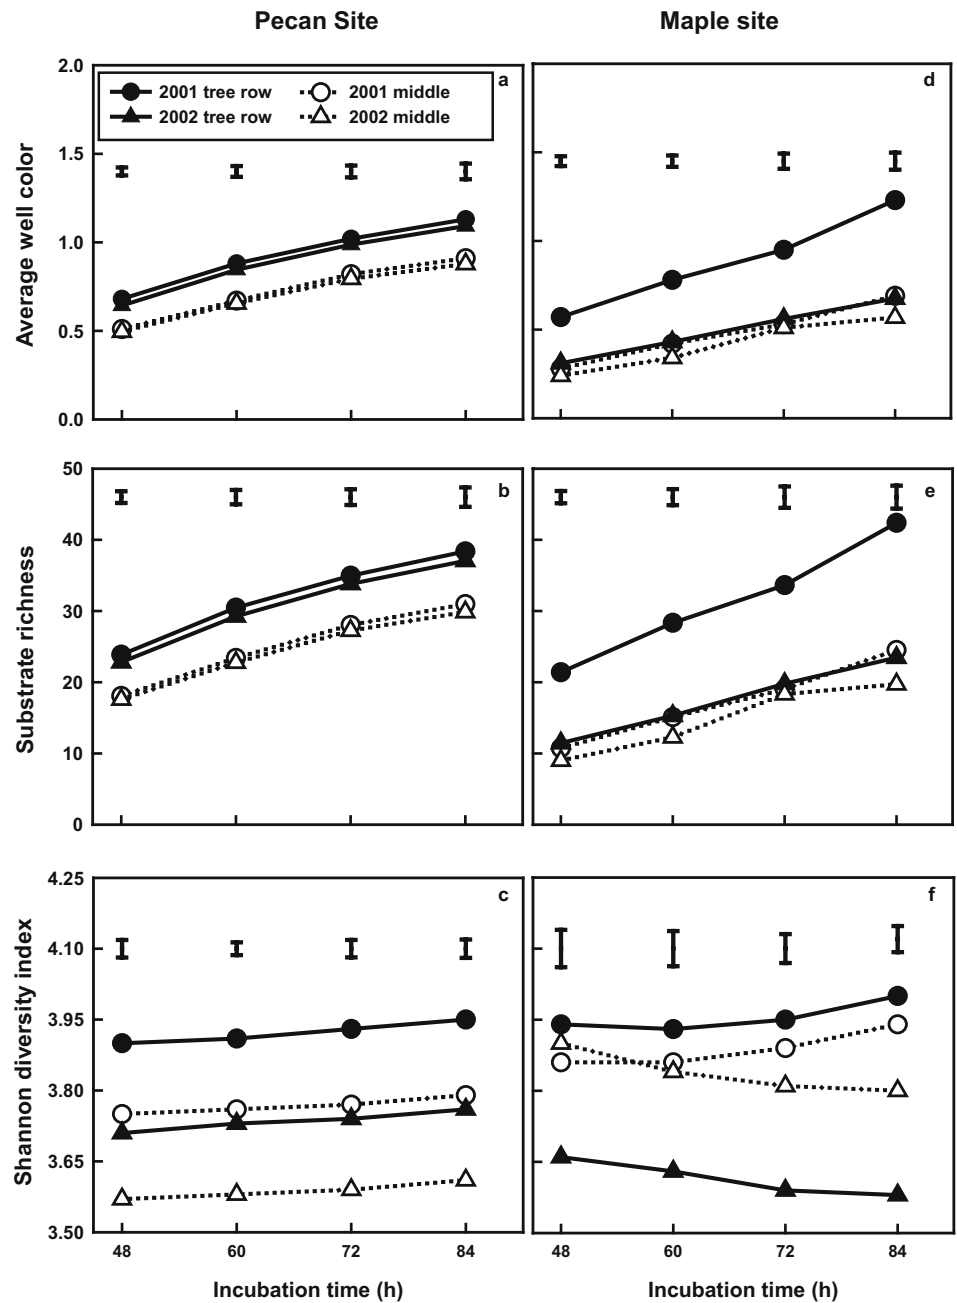 Pecan Site
Maple site
Average well color
2.0
1.5
1.0
0.5
0.0
2001 tree row
2001 middle
2002 tree row
2002 middle
a
d
Substrate richness
50
40
30
20
10
0
b
e
Shannon diversity index
4.25
4.10
3.95
3.80
3.65
3.50
c
f
48 60 72 84
48 60 72 84
Incubation time (h)
Incubation time (h)